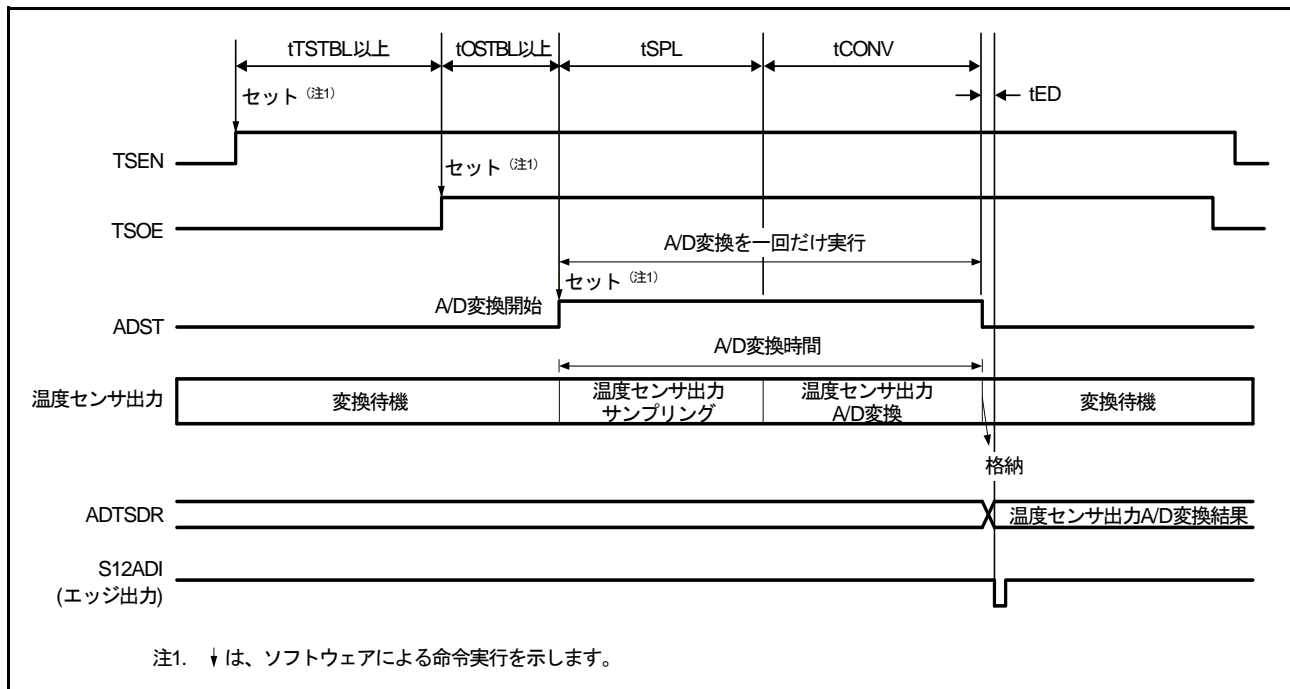 tTSTBL以上 tOSTBL以上 tSPL tCONV
tED
セット（注1）
TSEN
セット（注1）
TSOE
A/D変換を一回だけ実行
セット（注1）
A/D変換開始
ADST
A/D変換時間
温度センサ出力
変換待機
温度センサ出力
サンプリング
温度センサ出力
A/D変換
変換待機
格納
ADTSDR
温度センサ出力A/D変換結果
S12ADI
(エッジ出力)
注1. ↓は、ソフトウェアによる命令実行を示します。